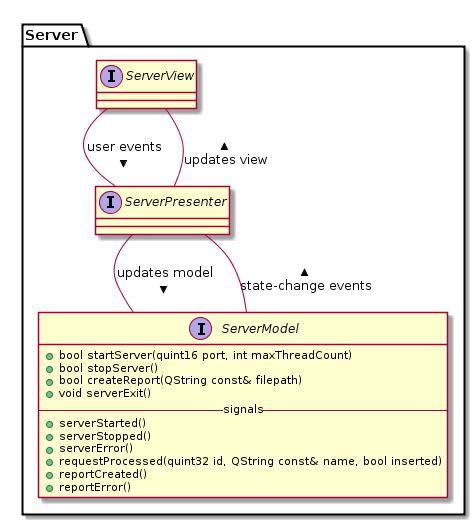 Server
I ServerView
user events
▼
▲
updates view
I ServerPresenter
updates model
▼
▲
state-change events
I ServerModel
bool startServer(quint16 port, int maxThreadCount)
bool stopServer()
bool createReport(QString const& filepath)
void serverExit()
signals
serverStarted()
serverStopped()
serverError()
requestProcessed(quint32 id, QString const& name, bool inserted)
reportCreated()
reportError()